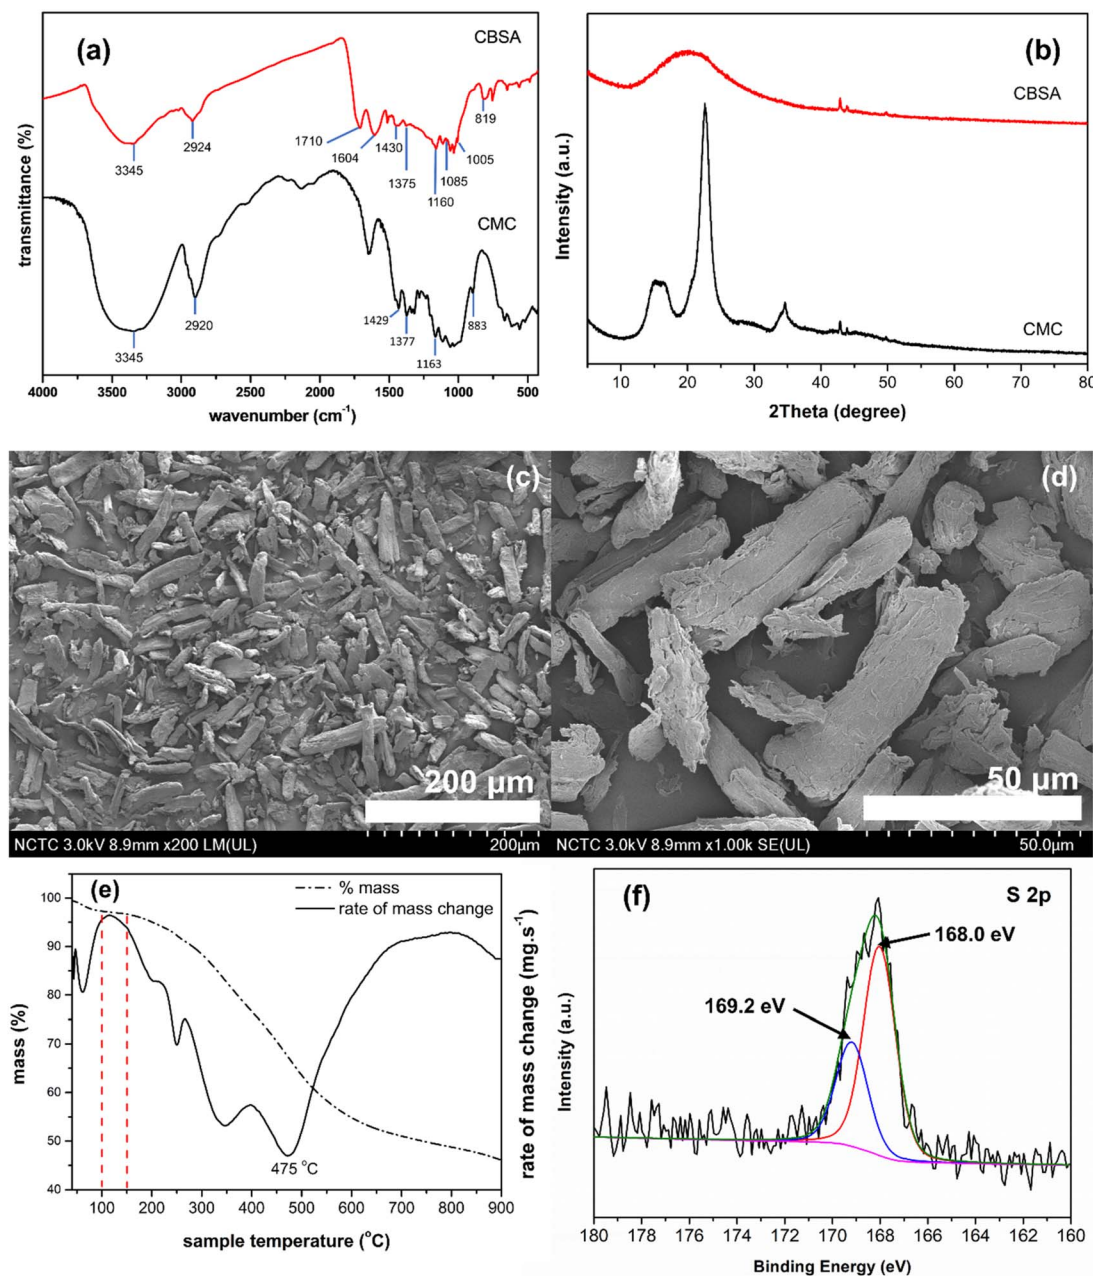 (a)
CBSA
3345
2924
1710
1604
1430
1375
1160
1085
1005
819
CMC
3345
2920
1429
1377
1163
883
transmittance (%)
4000 3500 3000 2500 2000 1500 1000 500
wavenumber (cm-1)
(b)
CBSA
CMC
Intensity (a.u.)
10 20 30 40 50 60 70 80
2Theta (degree)
(c)
200 µm
NCTC 3.0kV 8.9mm x200 LM(UL) 200µm
(d)
50 µm
NCTC 3.0kV 8.9mm x1.00k SE(UL) 50.0µm
(e)
% mass
rate of mass change
100
90
80
70
60
50
40
mass (%)
475 °C
rate of mass change (mg.s-1)
100 200 300 400 500 600 700 800 900
sample temperature (°C)
(f)
S 2p
168.0 eV
169.2 eV
Intensity (a.u.)
180 178 176 174 172 170 168 166 164 162 160
Binding Energy (eV)